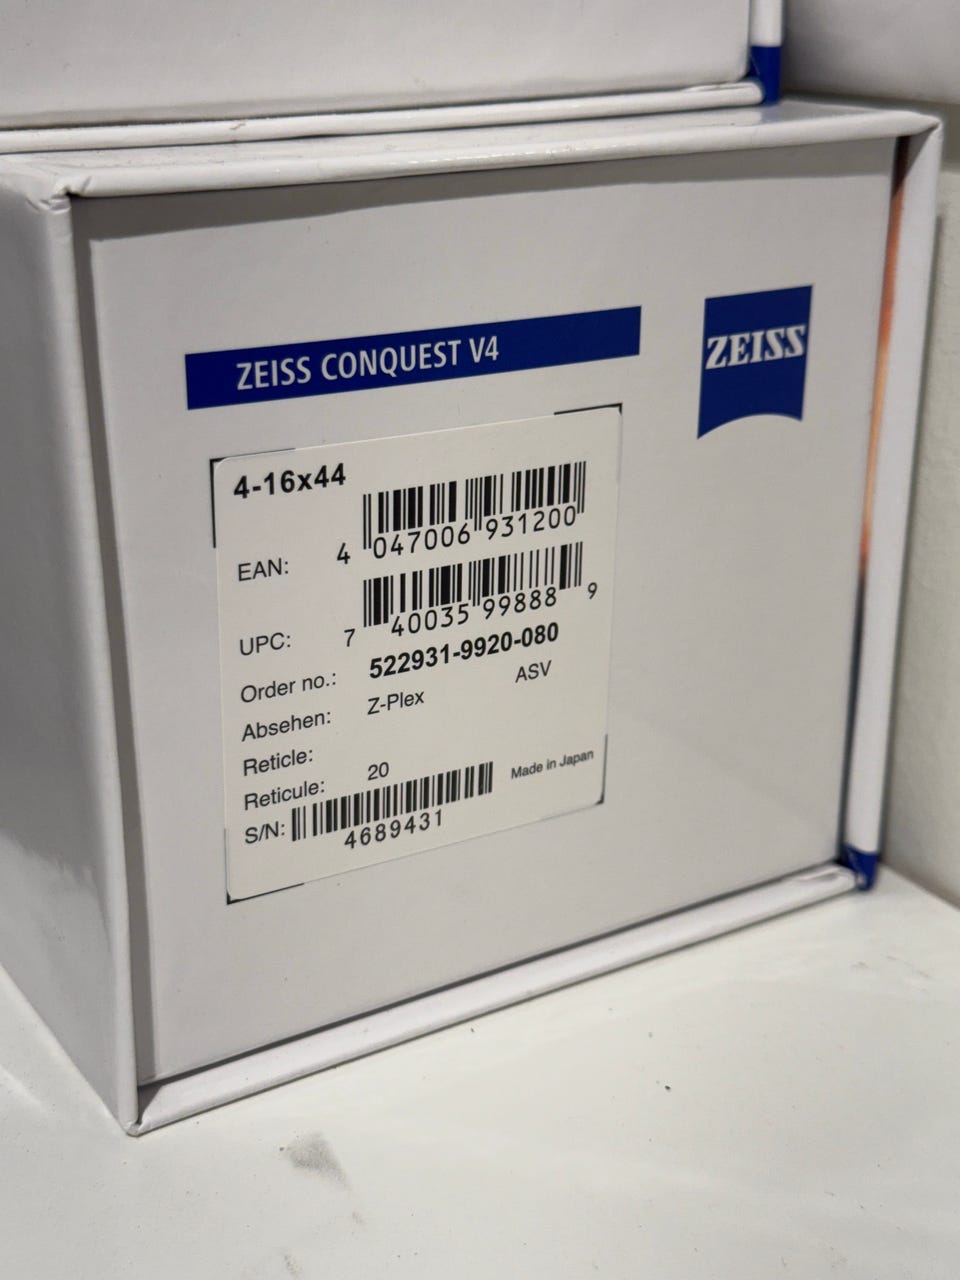 ZEISS CONQUEST V4
ZEISS
4-16x44
EAN: 4 047006 931200
UPC: 7 40035 99888 9
Order no.: 522931-9920-080
Absehen: Z-Plex ASV
Reticle:
Reticule: 20
Made in Japan
S/N: 4689431